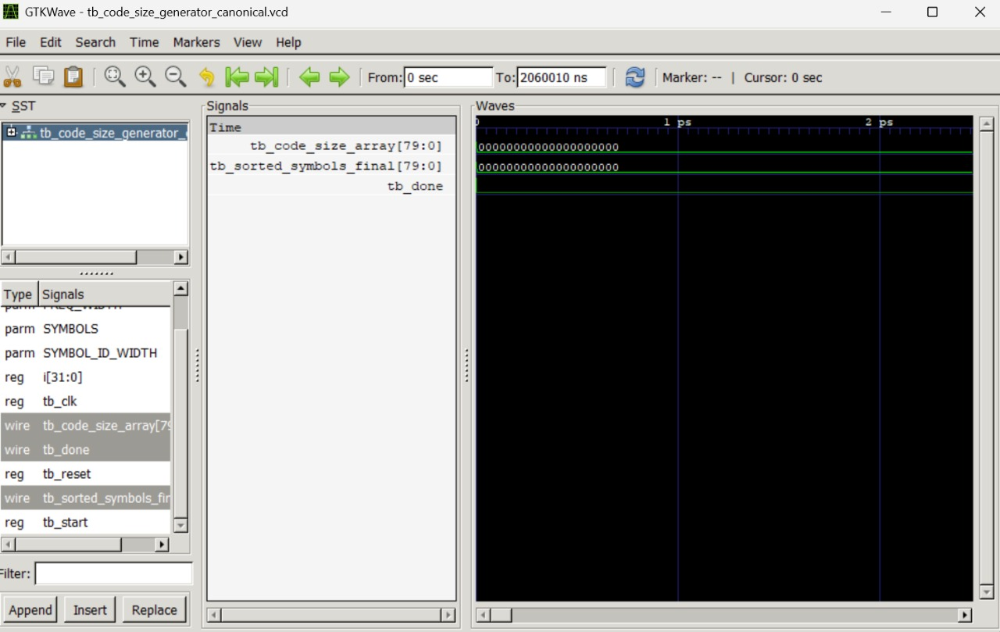 GTKWave - tb_code_size_generator_canonical.vcd
File Edit Search Time Markers View Help
From: 0 sec To: 2060010 ns Marker: -- | Cursor: 0 sec
SST
tb_code_size_generator_
Type Signals
parm FREQ_WIDTH
parm SYMBOLS
parm SYMBOL_ID_WIDTH
reg i[31:0]
reg tb_clk
wire tb_code_size_array[79
wire tb_done
reg tb_reset
wire tb_sorted_symbols_fin
reg tb_start
Filter:
Append Insert Replace
Signals
Time
tb_code_size_array[79:0]
tb_sorted_symbols_final[79:0]
tb_done
Waves
0 1 ps 2 ps
00000000000000000000
00000000000000000000